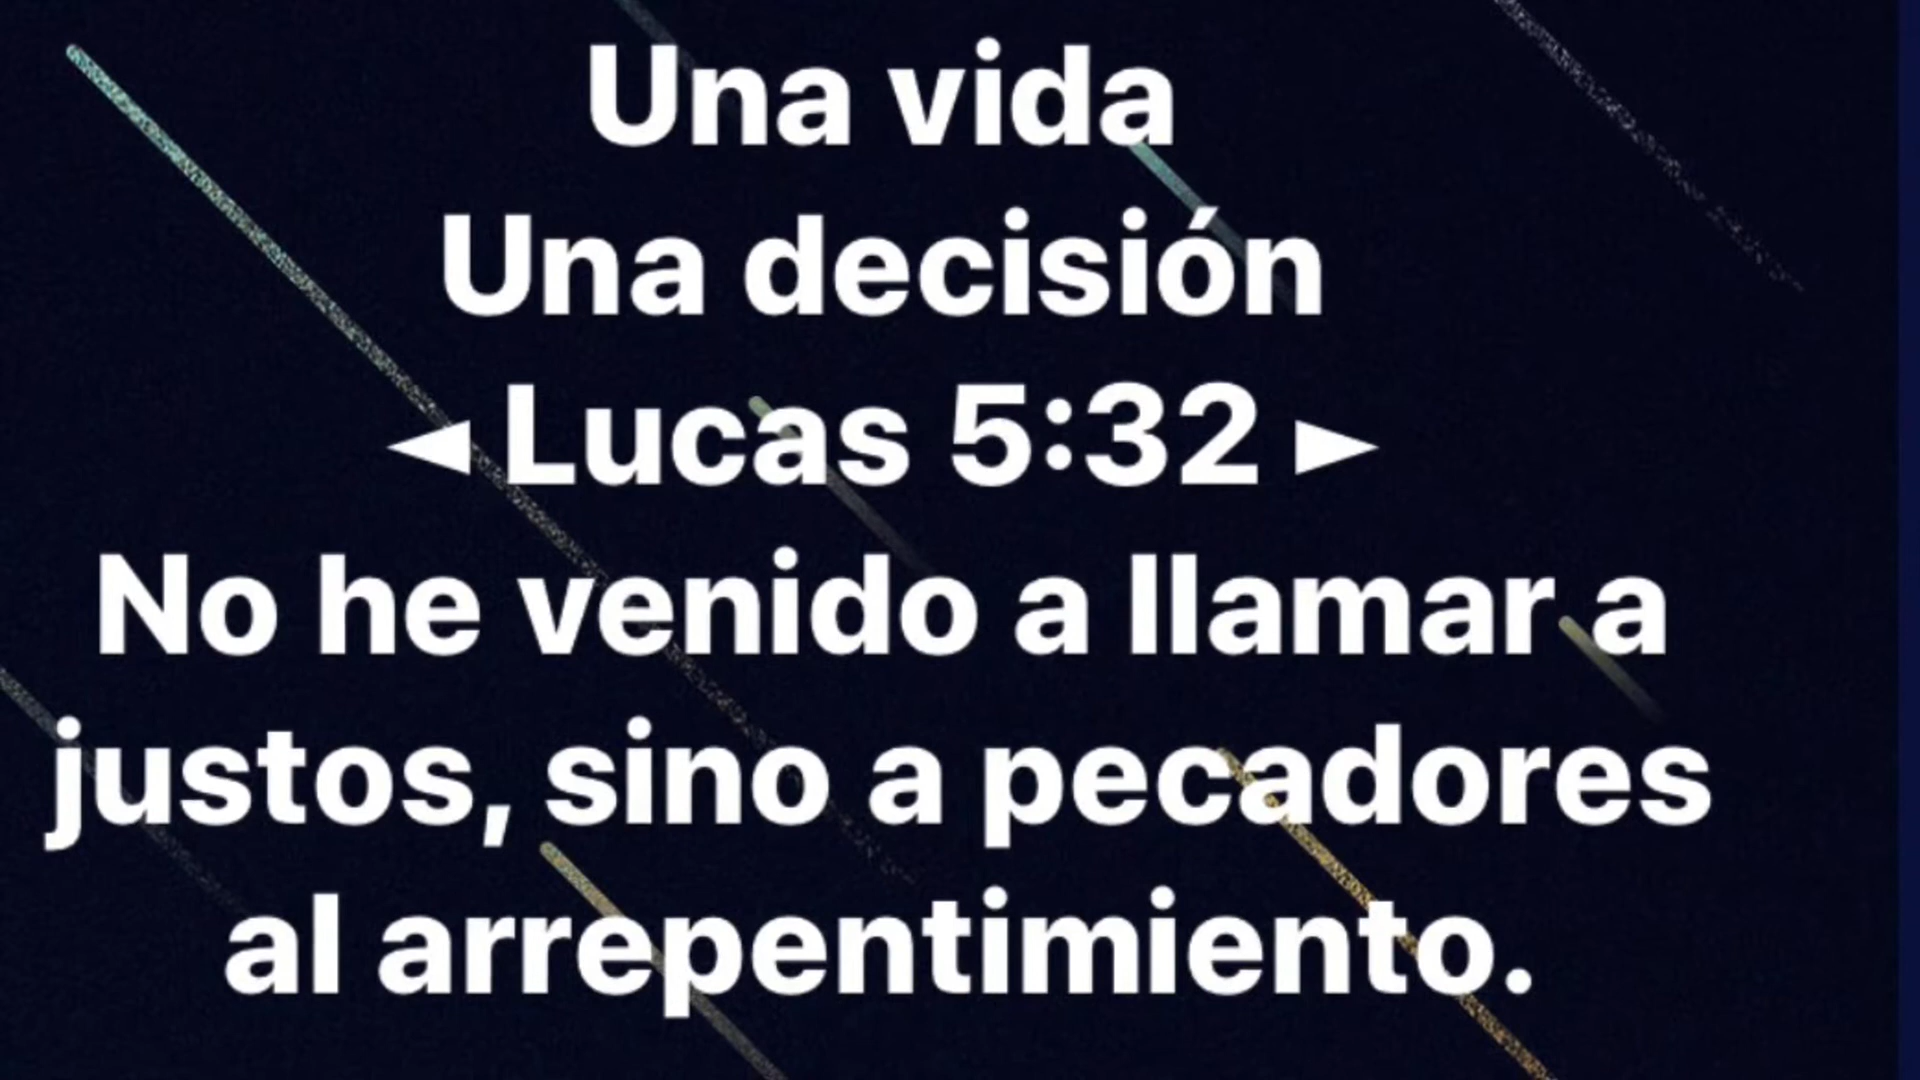 Una vida
Una decisión
◄ Lucas 5:32 ►
No he venido a llamar a
justos, sino a pecadores
al arrepentimiento.